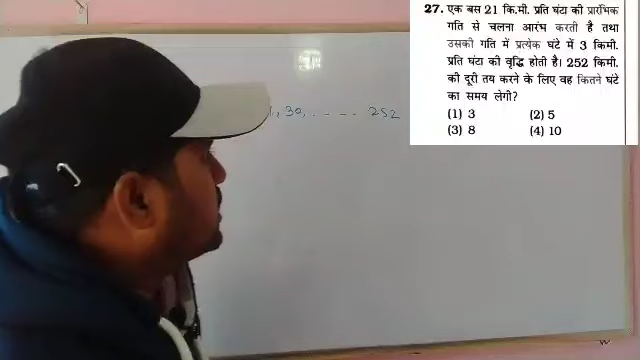 27. एक बस 21 कि.मी. प्रति घंटा की प्रारंभिक
गति से चलना आरंभ करती है तथा
उसकी गति में प्रत्येक घंटे में 3 किमी.
प्रति घंटा की वृद्धि होती है। 252 किमी.
की दूरी तय करने के लिए वह कितने घंटे
का समय लेगी?
(1) 3 (2) 5
(3) 8 (4) 10
, 30, . - - - . 252